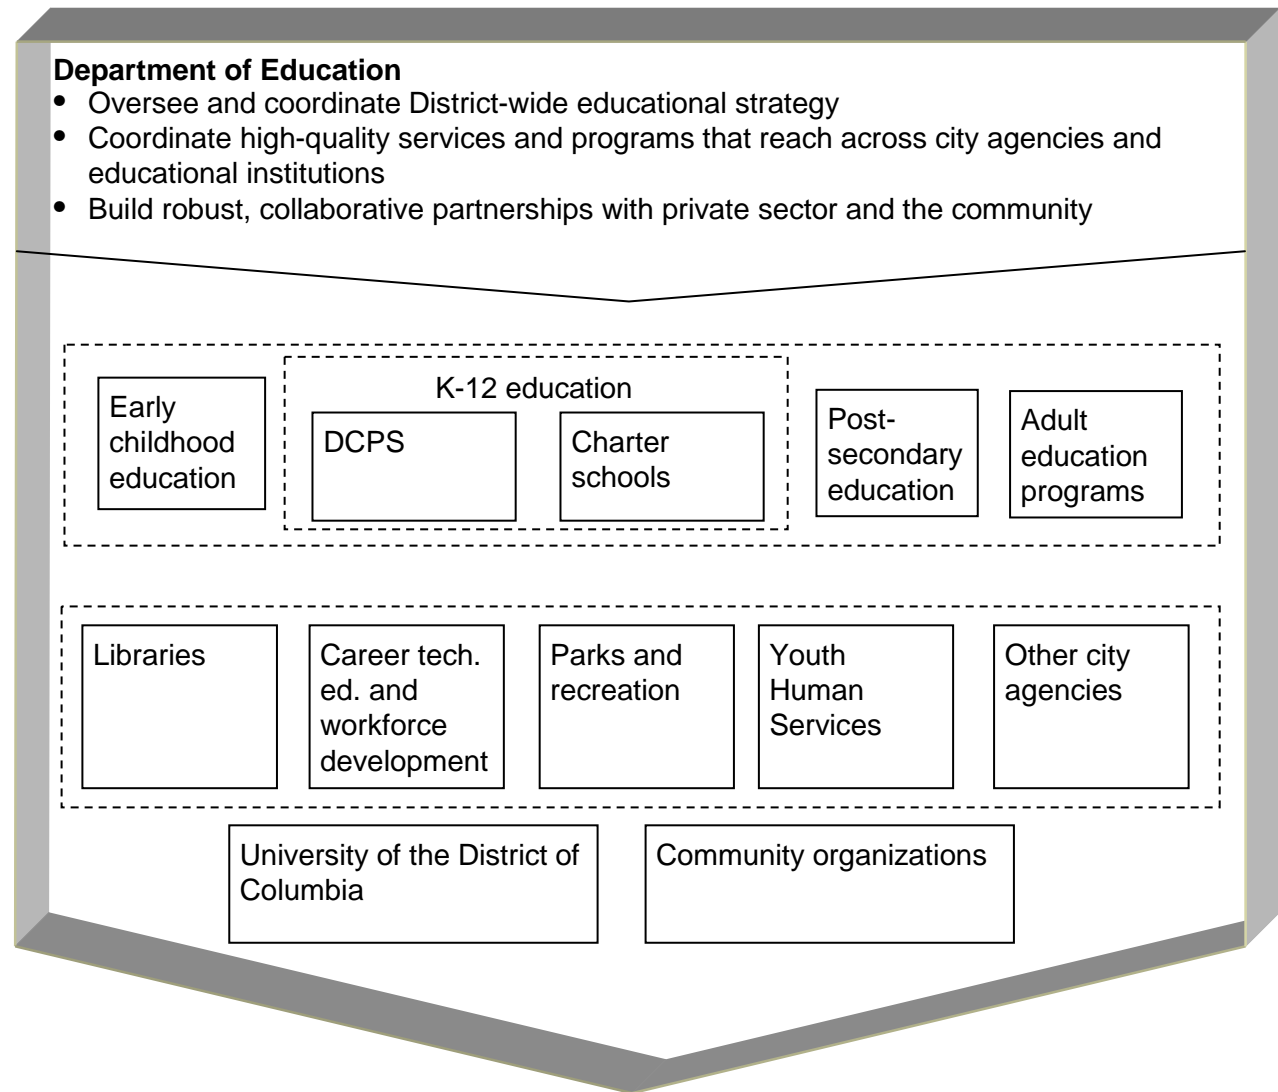 Department of Education
• Oversee and coordinate District-wide educational strategy
• Coordinate high-quality services and programs that reach across city agencies and
educational institutions
• Build robust, collaborative partnerships with private sector and the community
Early
childhood
education
K-12 education
DCPS
Charter
schools
Post-
secondary
education
Adult
education
programs
Libraries
Career tech.
ed. and
workforce
development
Parks and
recreation
Youth
Human
Services
Other city
agencies
University of the District of
Columbia
Community organizations